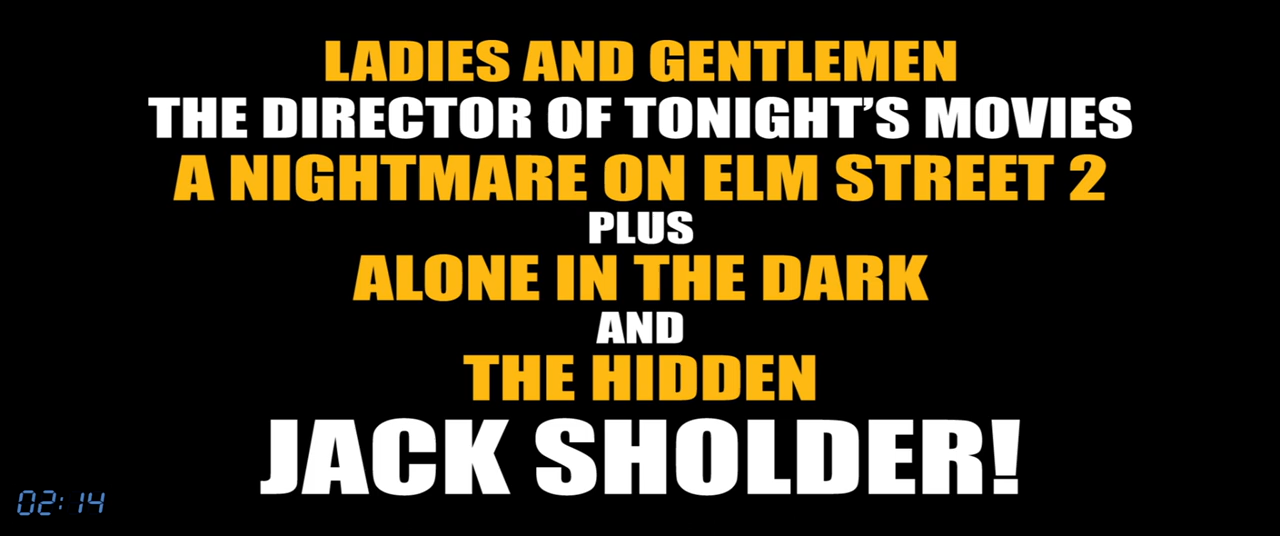 LADIES AND GENTLEMEN
THE DIRECTOR OF TONIGHT'S MOVIES
A NIGHTMARE ON ELM STREET 2
PLUS
ALONE IN THE DARK
AND
THE HIDDEN
JACK SHOLDER!
02:14